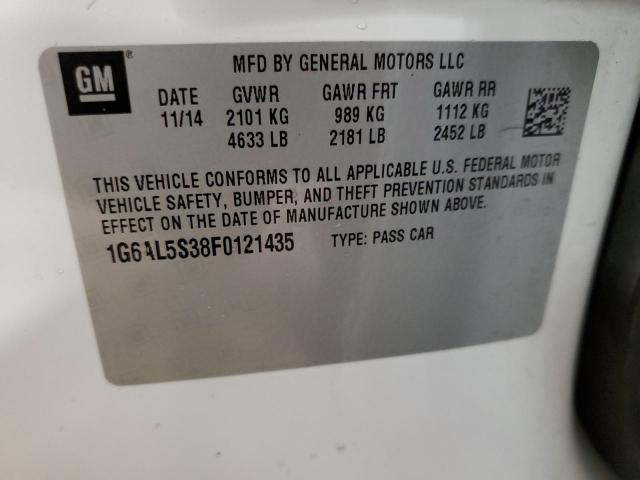 GM
MFD BY GENERAL MOTORS LLC
DATE GVWR GAWR FRT GAWR RR
11/14 2101 KG 989 KG 1112 KG
4633 LB 2181 LB 2452 LB
THIS VEHICLE CONFORMS TO ALL APPLICABLE U.S. FEDERAL MOTOR
VEHICLE SAFETY, BUMPER, AND THEFT PREVENTION STANDARDS IN
EFFECT ON THE DATE OF MANUFACTURE SHOWN ABOVE.
1G6AL5S38F0121435 TYPE: PASS CAR